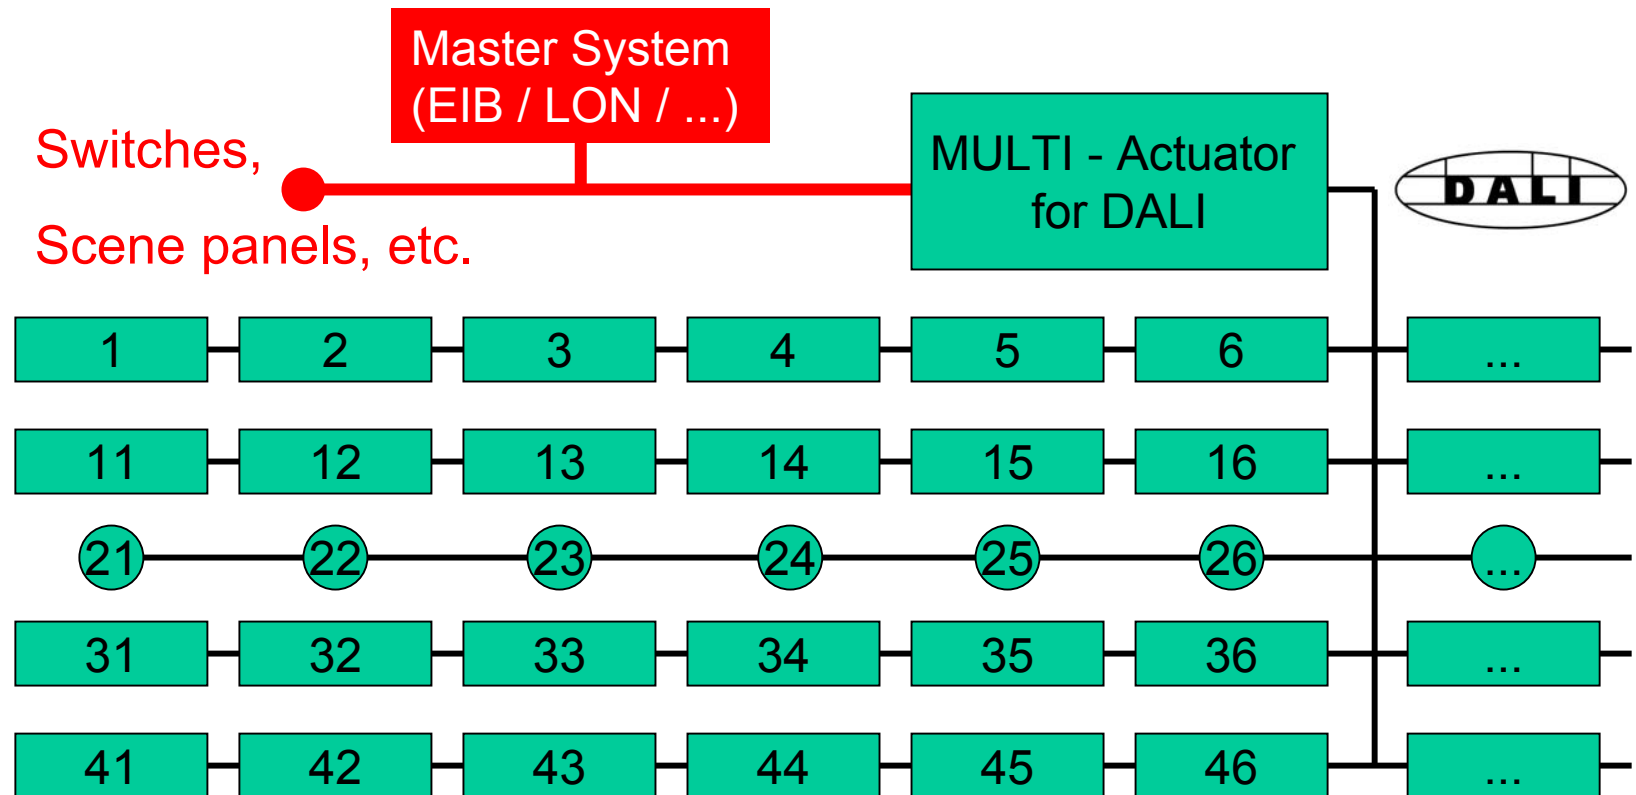 Master System
(EIB / LON / ...)
Switches,
Scene panels, etc.
MULTI - Actuator
for DALI
DALI
1 2 3 4 5 6 ...
11 12 13 14 15 16 ...
21 22 23 24 25 26 ...
31 32 33 34 35 36 ...
41 42 43 44 45 46 ...